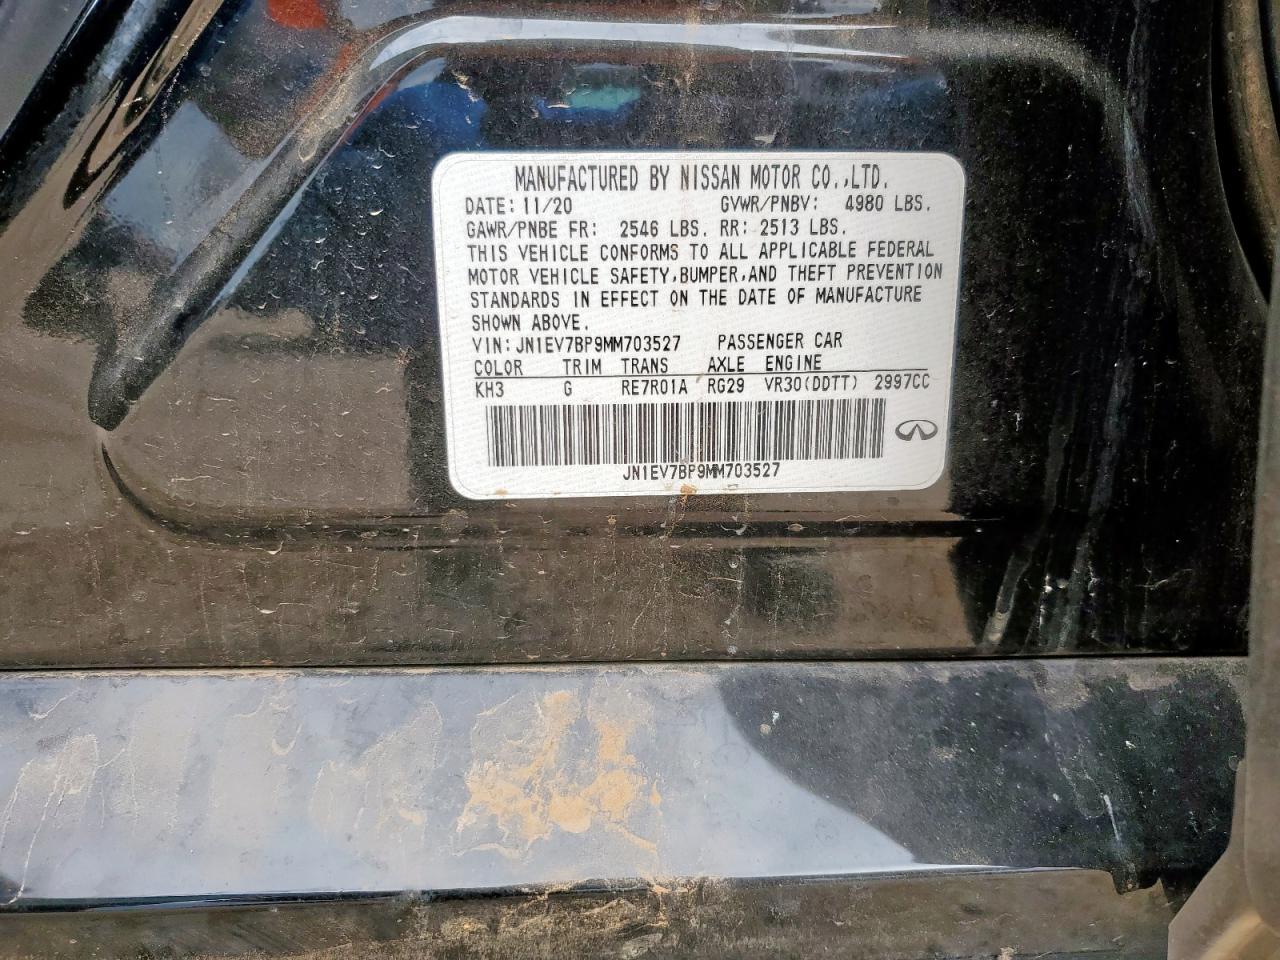 MANUFACTURED BY NISSAN MOTOR CO.,LTD.
DATE: 11/20 GVWR/PNBV: 4980 LBS.
GAWR/PNBE FR: 2546 LBS. RR: 2513 LBS.
THIS VEHICLE CONFORMS TO ALL APPLICABLE FEDERAL
MOTOR VEHICLE SAFETY,BUMPER,AND THEFT PREVENTION
STANDARDS IN EFFECT ON THE DATE OF MANUFACTURE
SHOWN ABOVE.
VIN: JN1EV7BP9MM703527 PASSENGER CAR
COLOR TRIM TRANS AXLE ENGINE
KH3 G RE7R01A RG29 VR30(DDTT) 2997CC
JN1EV7BP9MM703527